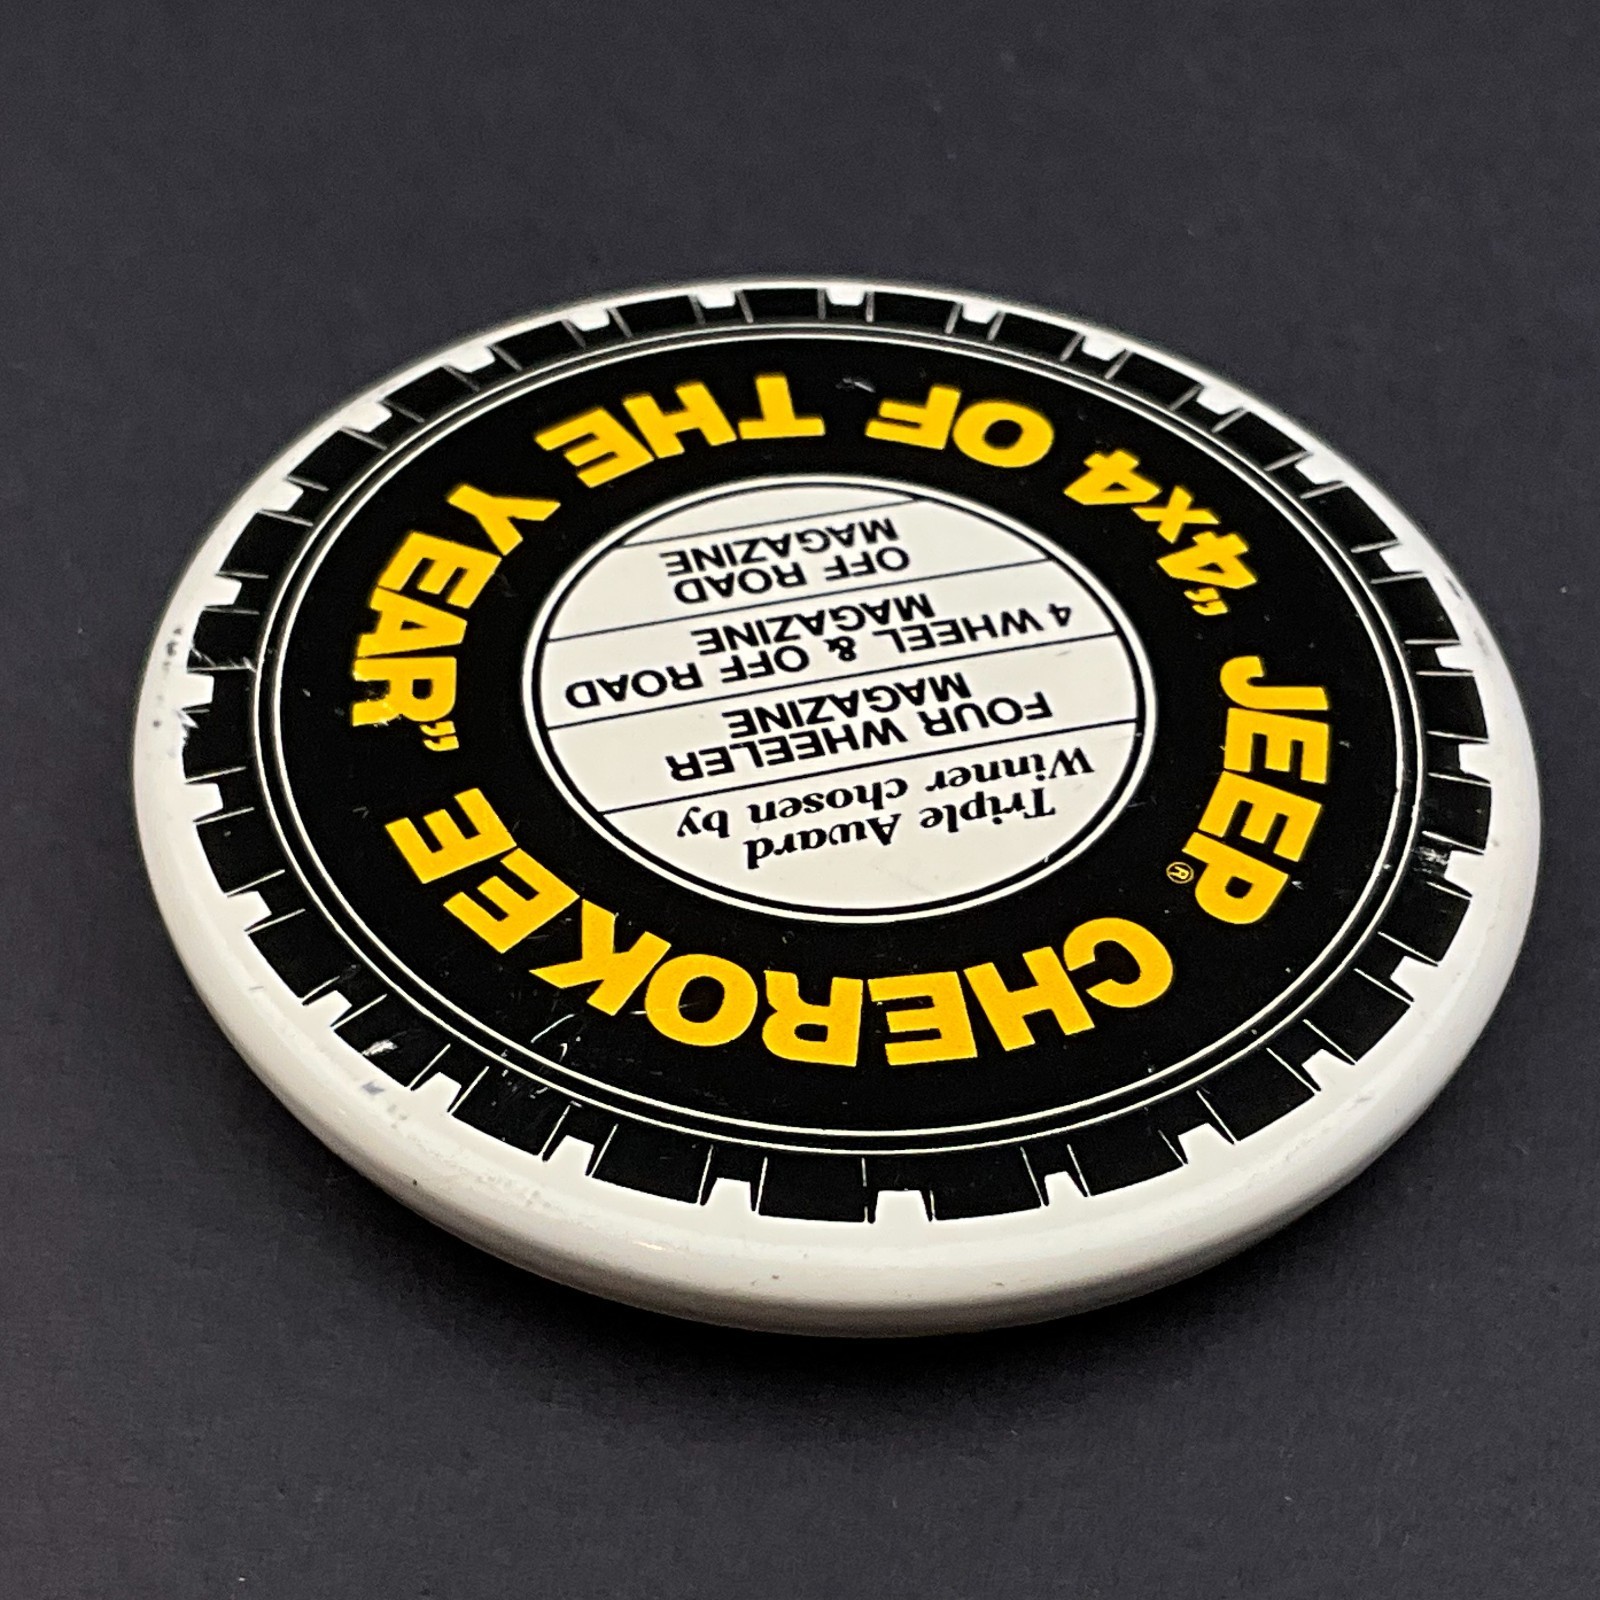 JEEP® CHEROKEE
"4x4 OF THE YEAR"
Triple Award
Winner chosen by
FOUR WHEELER
MAGAZINE
4 WHEEL & OFF ROAD
MAGAZINE
OFF ROAD
MAGAZINE